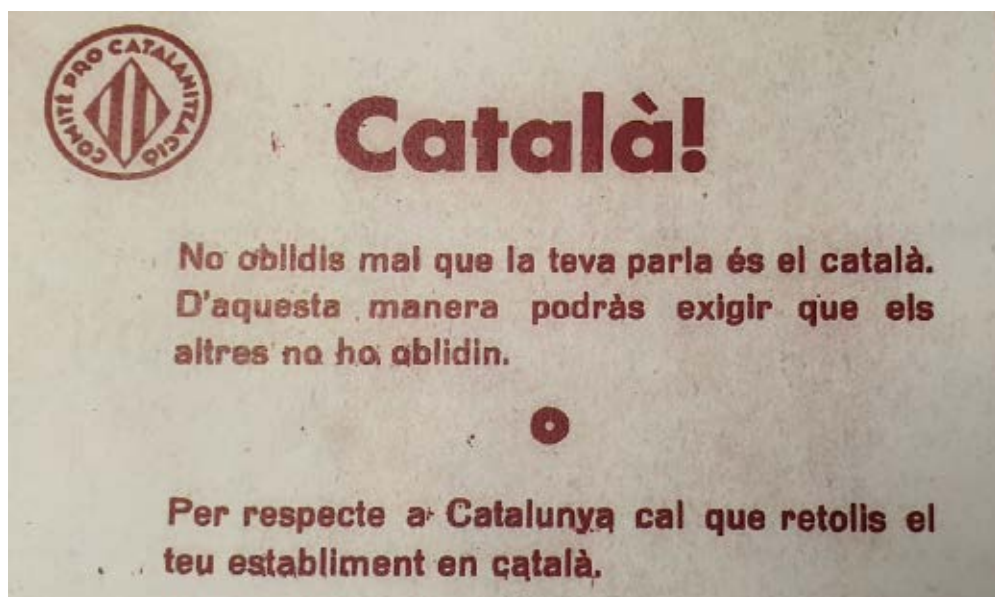 COMITÈ PRO CATALANITZACIÓ
Català!
No oblidis mai que la teva parla és el català.
D'aquesta manera podràs exigir que els
altres no ho oblidin.
Per respecte a Catalunya cal que retolis el
teu establiment en català.